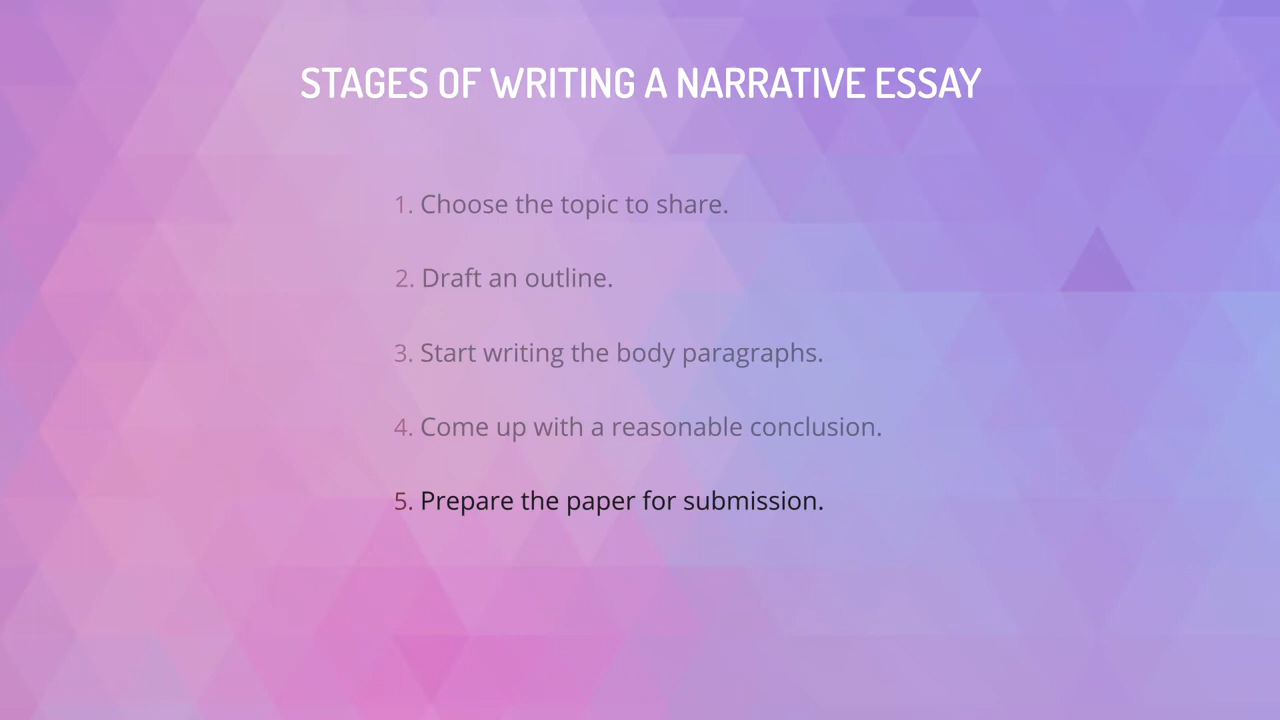 STAGES OF WRITING A NARRATIVE ESSAY
1. Choose the topic to share.
2. Draft an outline.
3. Start writing the body paragraphs.
4. Come up with a reasonable conclusion.
5. Prepare the paper for submission.